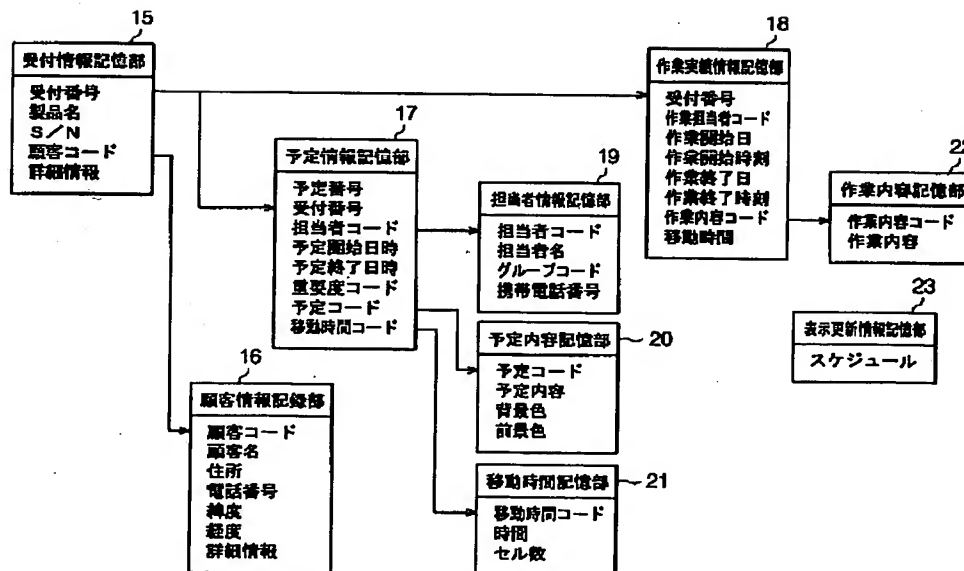 15
受付情報記憶部
受付番号
製品名
S/N
顧客コード
詳細情報
16
顧客情報記録部
顧客コード
顧客名
住所
電話番号
緯度
経度
詳細情報
17
予定情報記憶部
予定番号
受付番号
担当者コード
予定開始日時
予定終了日時
重要度コード
予定コード
移動時間コード
18
作業実績情報記憶部
受付番号
作業担当者コード
作業開始日
作業開始時刻
作業終了日
作業終了時刻
作業内容コード
移動時間
19
担当者情報記憶部
担当者コード
担当者名
グループコード
携帯電話番号
予定内容記憶部
20
予定コード
予定内容
背景色
前景色
移動時間記憶部
21
移動時間コード
時間
セル数
22
作業内容記憶部
作業内容コード
作業内容
23
表示更新情報記憶部
スケジュール